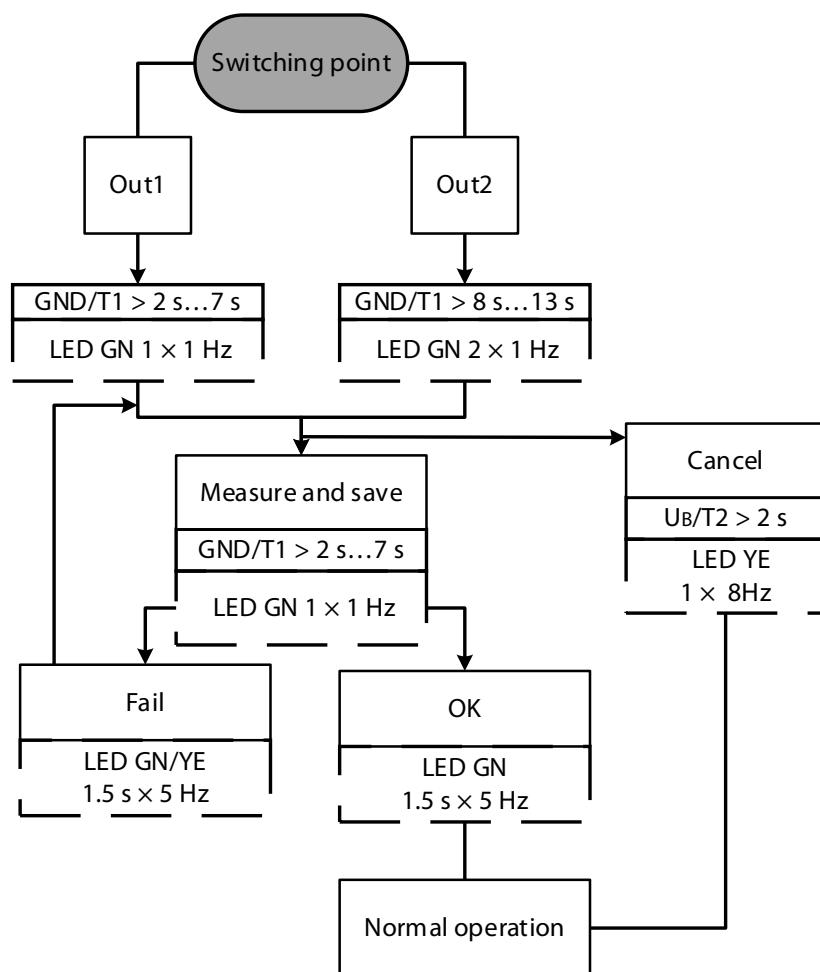 Switching point
Out1
Out2
GND/T1 > 2 s…7 s
GND/T1 > 8 s…13 s
LED GN 1 × 1 Hz
LED GN 2 × 1 Hz
Cancel
Measure and save
UB/T2 > 2 s
GND/T1 > 2 s…7 s
LED YE
1 × 8Hz
LED GN 1 × 1 Hz
Fail
OK
LED GN/YE
1.5 s × 5 Hz
LED GN
1.5 s × 5 Hz
Normal operation